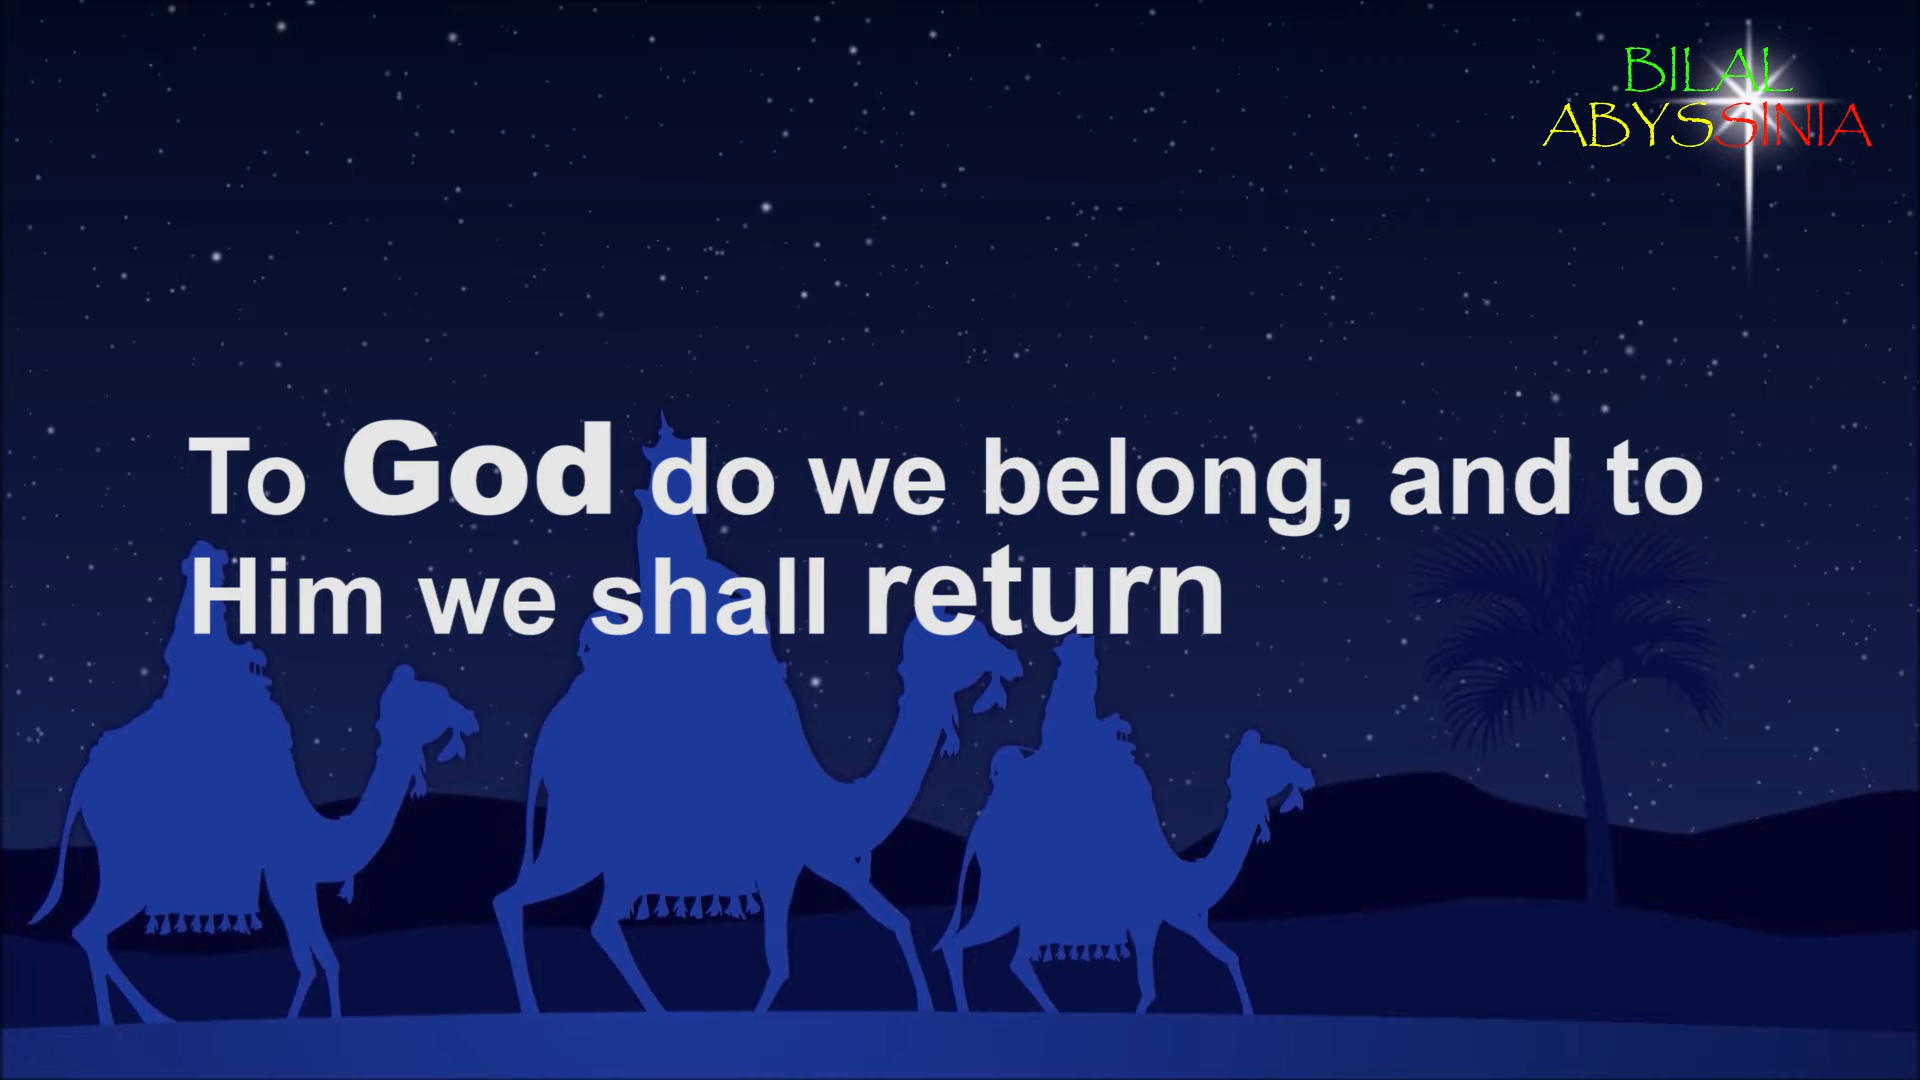 BILAL
ABYSSINIA
To God do we belong, and to
Him we shall return